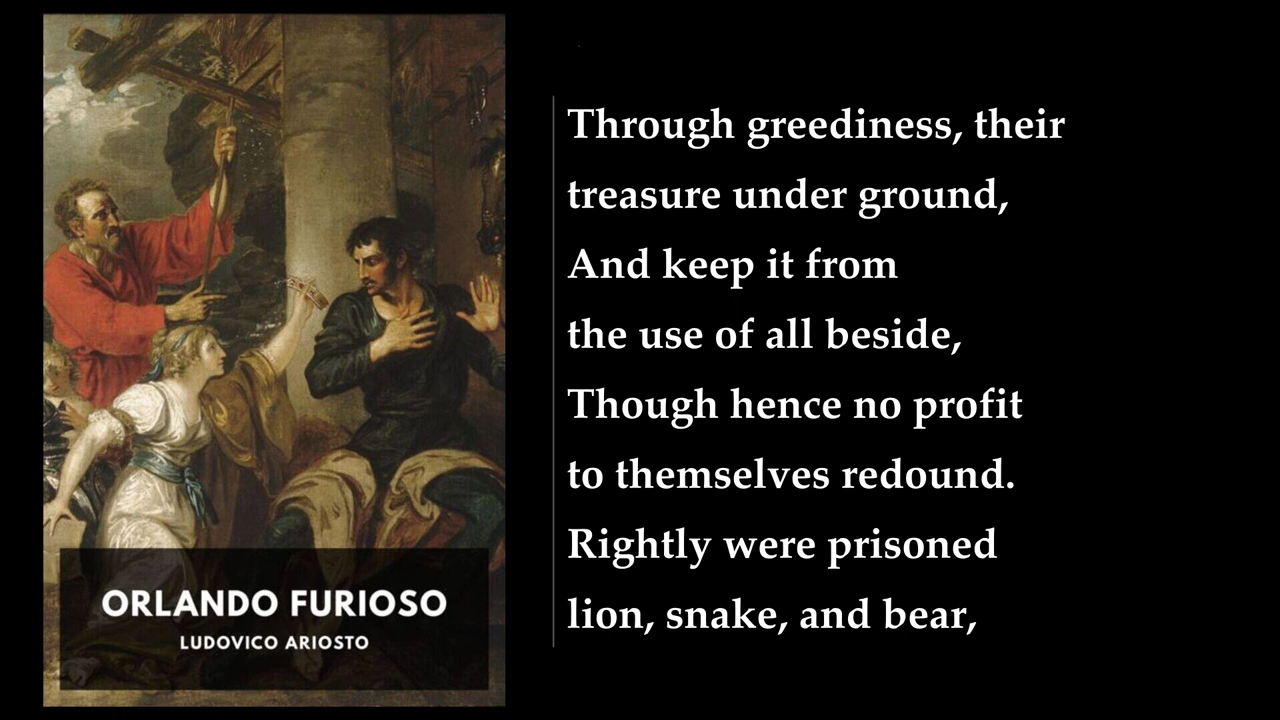 ORLANDO FURIOSO
LUDOVICO ARIOSTO
Through greediness, their
treasure under ground,
And keep it from
the use of all beside,
Though hence no profit
to themselves redound.
Rightly were prisoned
lion, snake, and bear,